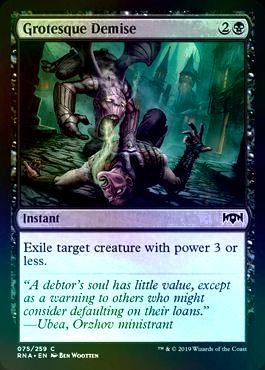 Grotesque Demise 2
Instant
Exile target creature with power 3 or
less.
“A debtor’s soul has little value, except
as a warning to others who might
consider defaulting on their loans.”
—Ubea, Orzhov ministrant
075/259 C
RNA • EN Ben Wootten
™ & © 2019 Wizards of the Coast